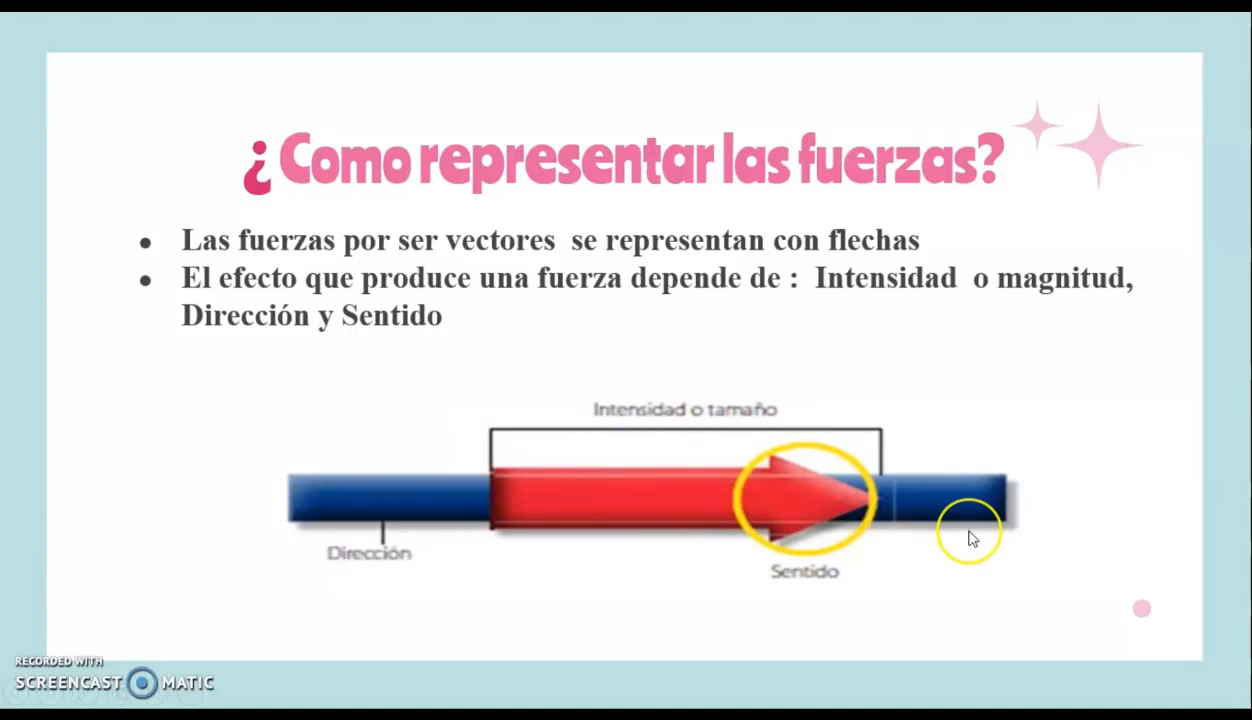 ¿Como representar las fuerzas?
● Las fuerzas por ser vectores se representan con flechas
● El efecto que produce una fuerza depende de : Intensidad o magnitud,
Dirección y Sentido
Intensidad o tamaño
Dirección
Sentido
RECORDED WITH
SCREENCAST MATIC